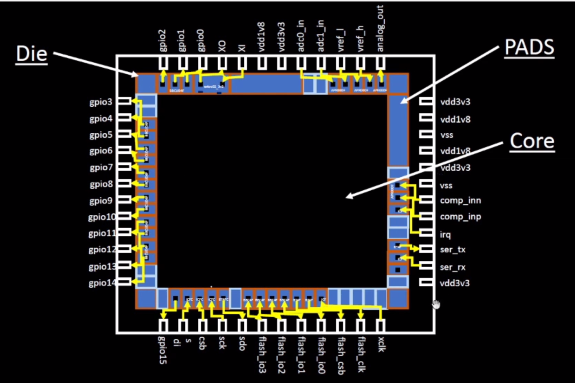 gpio2
gpio1
gpio0
XO
XI
vdd1v8
vdd3v3
adc0_in
adc1_in
vref_l
vref_h
analog_out
Die
PADS
Core
gpio3
gpio4
gpio5
gpio6
gpio7
gpio8
gpio9
gpio10
gpio11
gpio12
gpio13
gpio14
vdd3v3
vdd1v8
vss
vdd1v8
vdd3v3
vss
comp_inn
comp_inp
irq
ser_tx
ser_rx
vdd3v3
gpio15
di
s
csb
sck
sdo
flash_io3
flash_io2
flash_io1
flash_io0
flash_csb
flash_clk
xclk